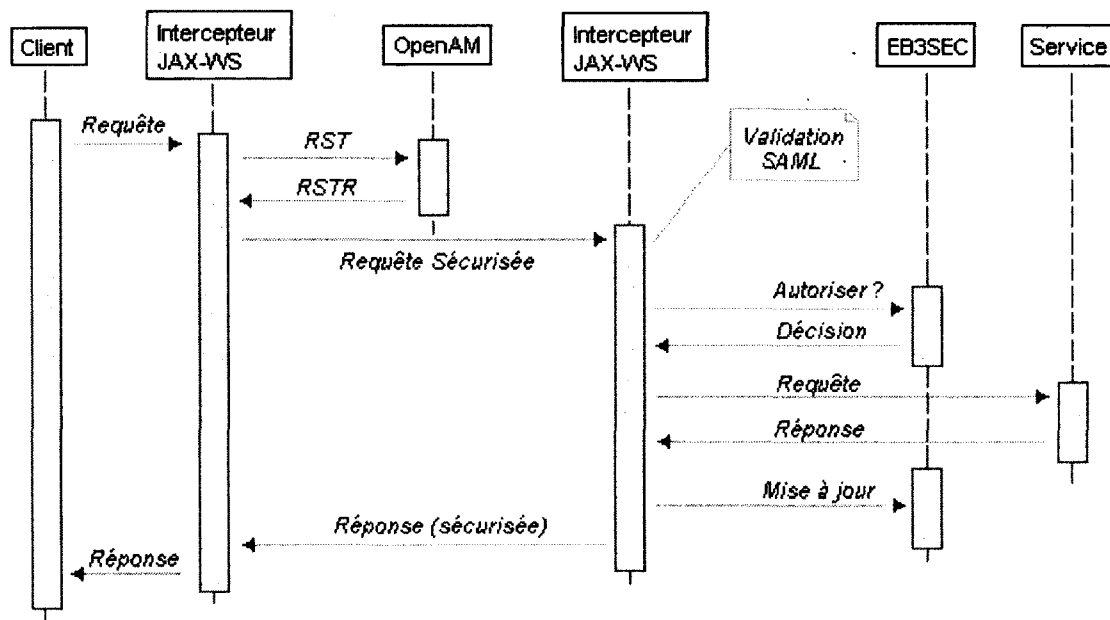 Client
Intercepteur
JAX-WS
OpenAM
Intercepteur
JAX-WS
EB3SEC
Service
Requête
RST
RSTR
Validation
SAML
Requête Sécurisée
Autoriser ?
Décision
Requête
Réponse
Mise à jour
Réponse (sécurisée)
Réponse